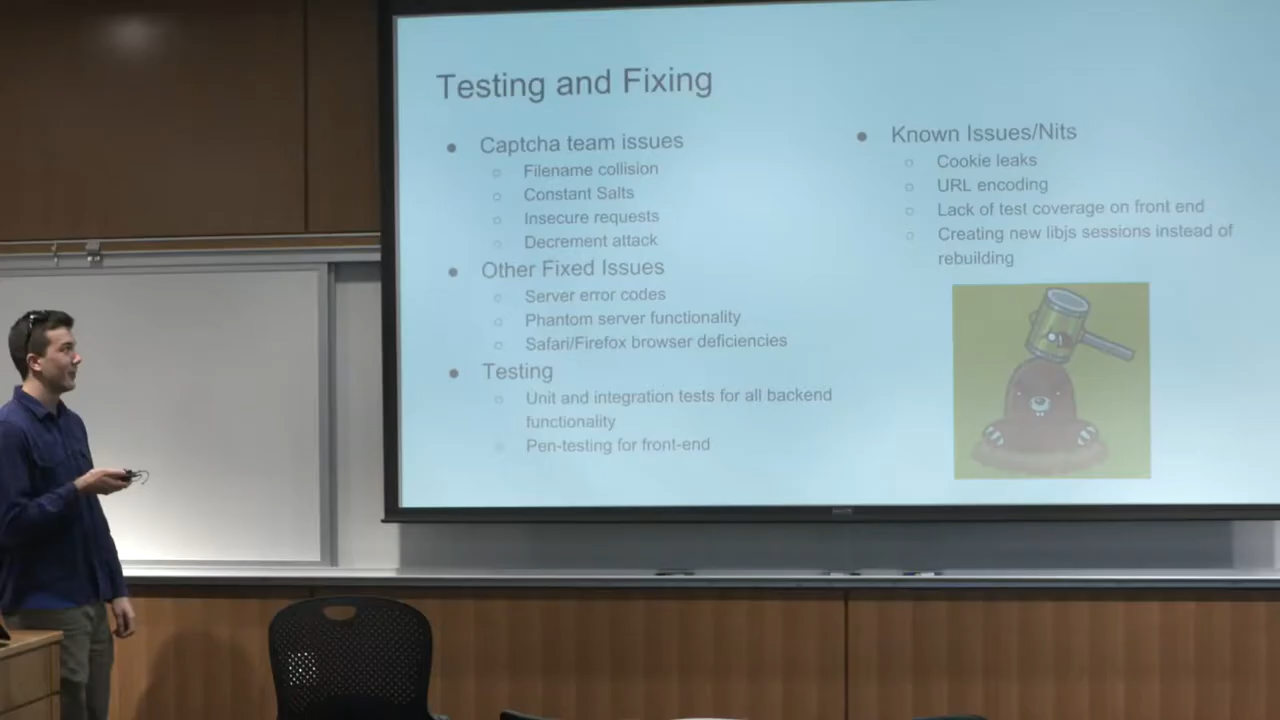 Testing and Fixing
Captcha team issues
Filename collision
Constant Salts
Insecure requests
Decrement attack
Other Fixed Issues
Server error codes
Phantom server functionality
Safari/Firefox browser deficiencies
Testing
Unit and integration tests for all backend
functionality
Pen-testing for front-end
Known Issues/Nits
Cookie leaks
URL encoding
Lack of test coverage on front end
Creating new libjs sessions instead of
rebuilding